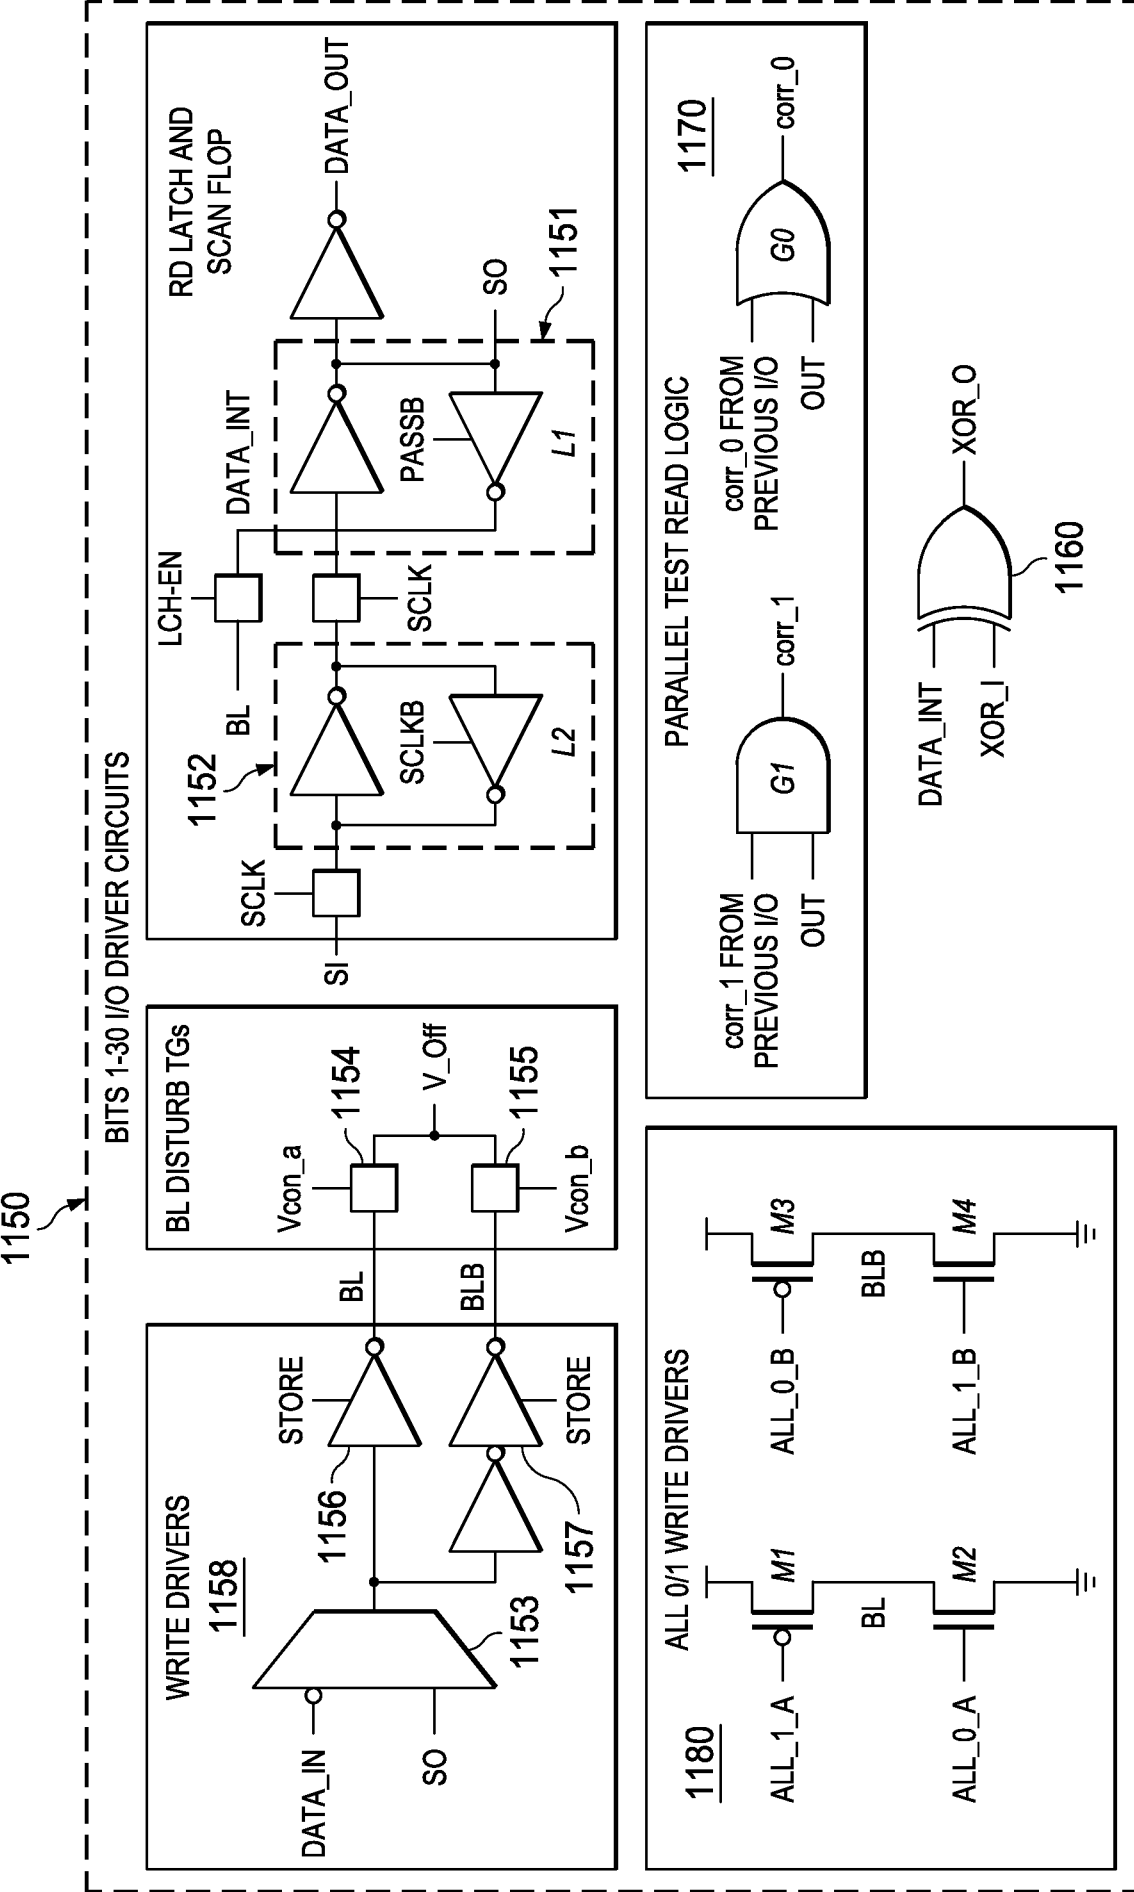 1150
BITS 1-30 I/O DRIVER CIRCUITS
WRITE DRIVERS
1158
DATA_IN
SO
1153
STORE
1156
STORE
1157
BL
BLB
BL DISTURB TGs
Vcon_a
1154
V_Off
1155
Vcon_b
RD LATCH AND
SCAN FLOP
SI
SCLK
1152
SCLKB
L2
BL
LCH-EN
SCLK
DATA_INT
PASSB
L1
SO
1151
DATA_OUT
ALL 0/1 WRITE DRIVERS
1180
ALL_1_A
M1
BL
ALL_0_A
M2
ALL_0_B
M3
BLB
ALL_1_B
M4
PARALLEL TEST READ LOGIC
1170
corr_1 FROM
PREVIOUS I/O
OUT
G1
corr_1
corr_0 FROM
PREVIOUS I/O
OUT
G0
corr_0
DATA_INT
XOR_I
XOR_O
1160